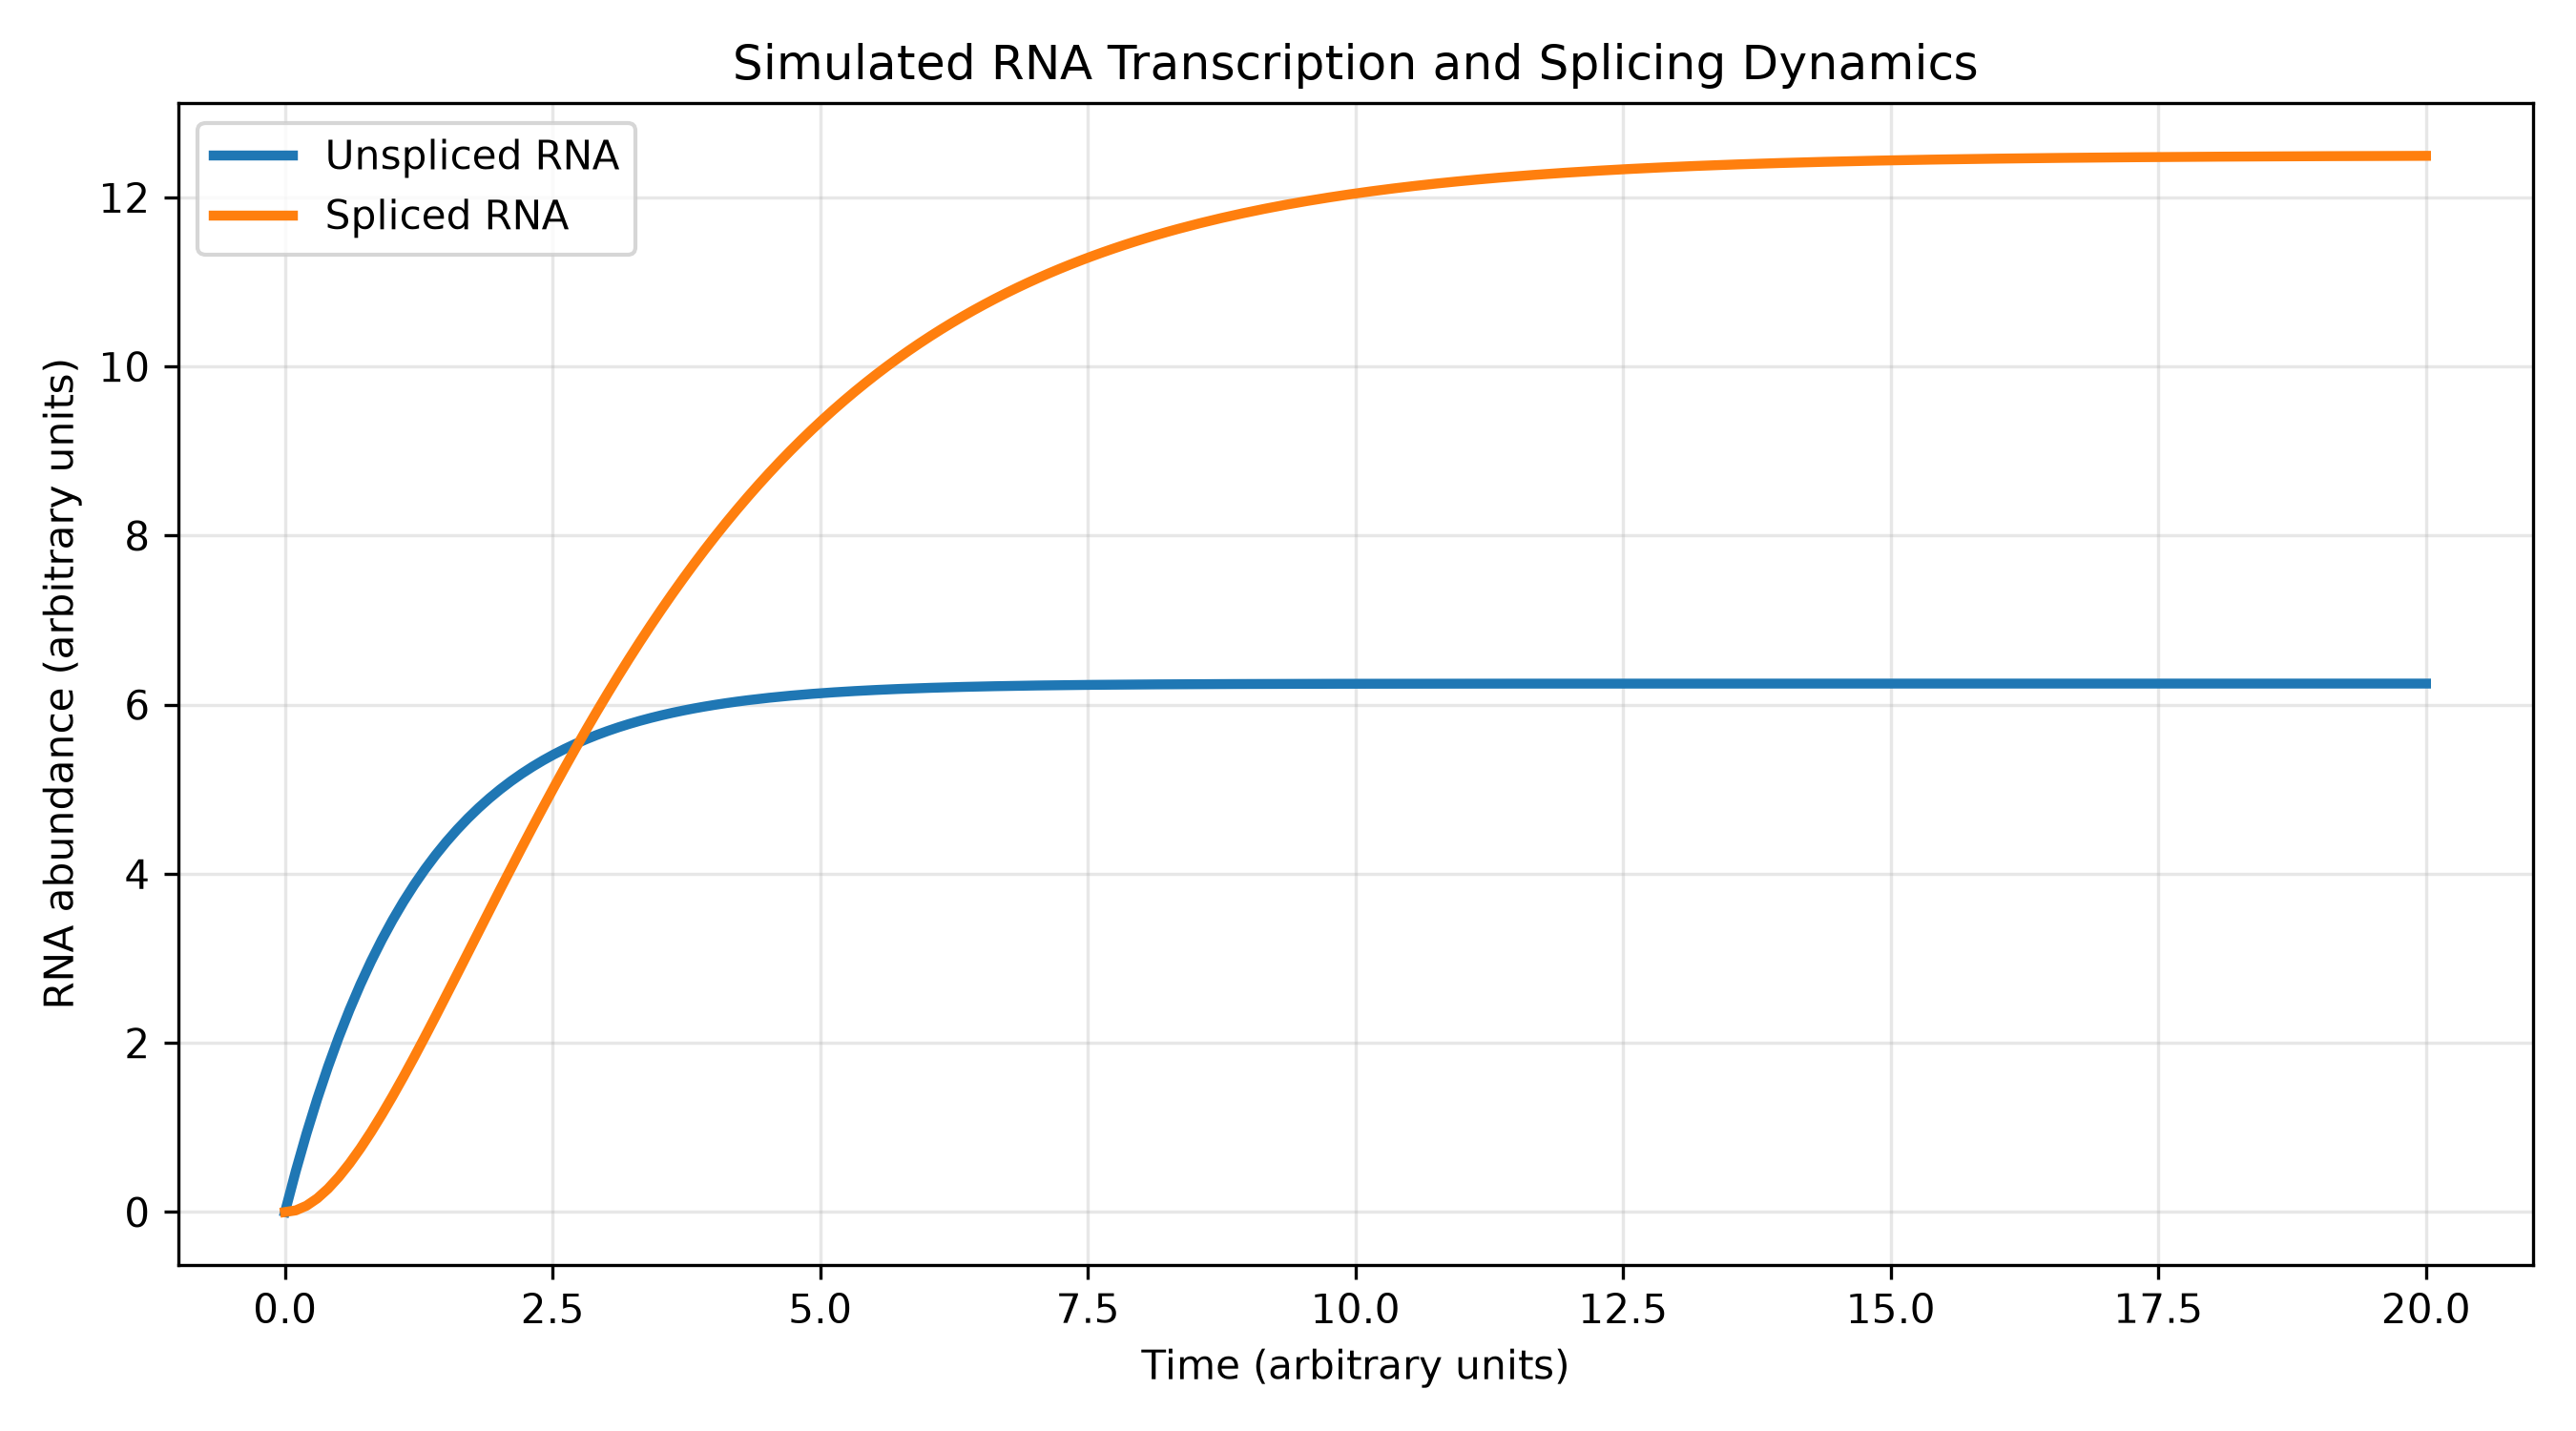 Simulated RNA Transcription and Splicing Dynamics
Unspliced RNA
Spliced RNA
RNA abundance (arbitrary units)
12
10
8
6
4
2
0
0.0 2.5 5.0 7.5 10.0 12.5 15.0 17.5 20.0
Time (arbitrary units)